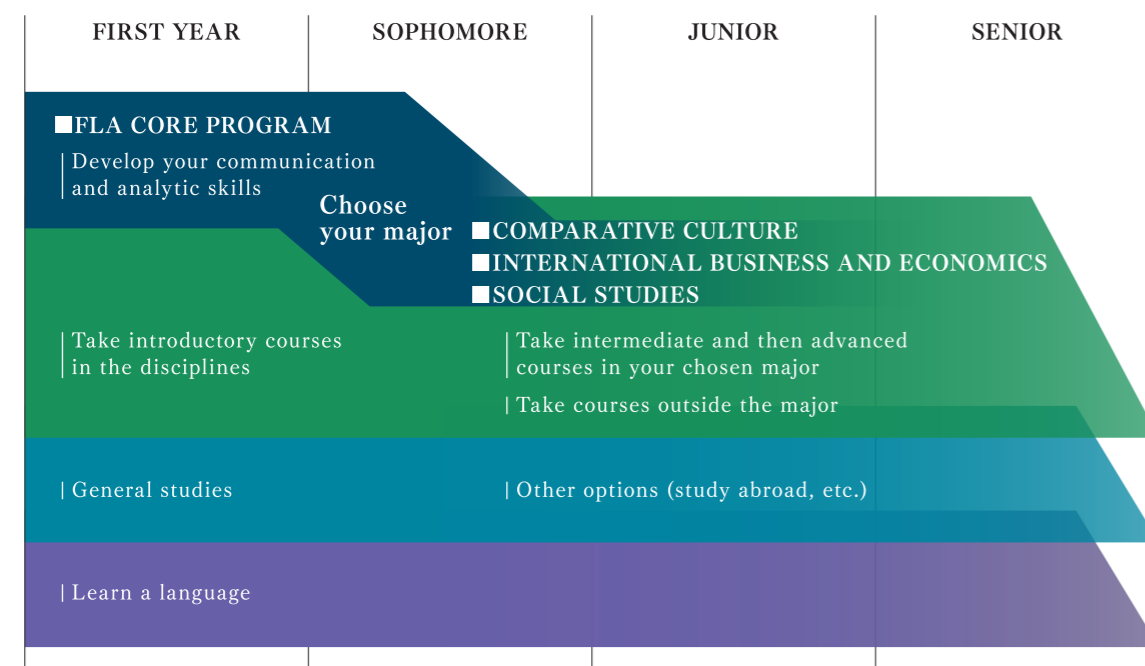 FIRST YEAR
SOPHOMORE
JUNIOR
SENIOR
■FLA CORE PROGRAM
Develop your communication
and analytic skills
Choose
your major
■COMPARATIVE CULTURE
■INTERNATIONAL BUSINESS AND ECONOMICS
■SOCIAL STUDIES
Take introductory courses
in the disciplines
Take intermediate and then advanced
courses in your chosen major
Take courses outside the major
General studies
Other options (study abroad, etc.)
Learn a language